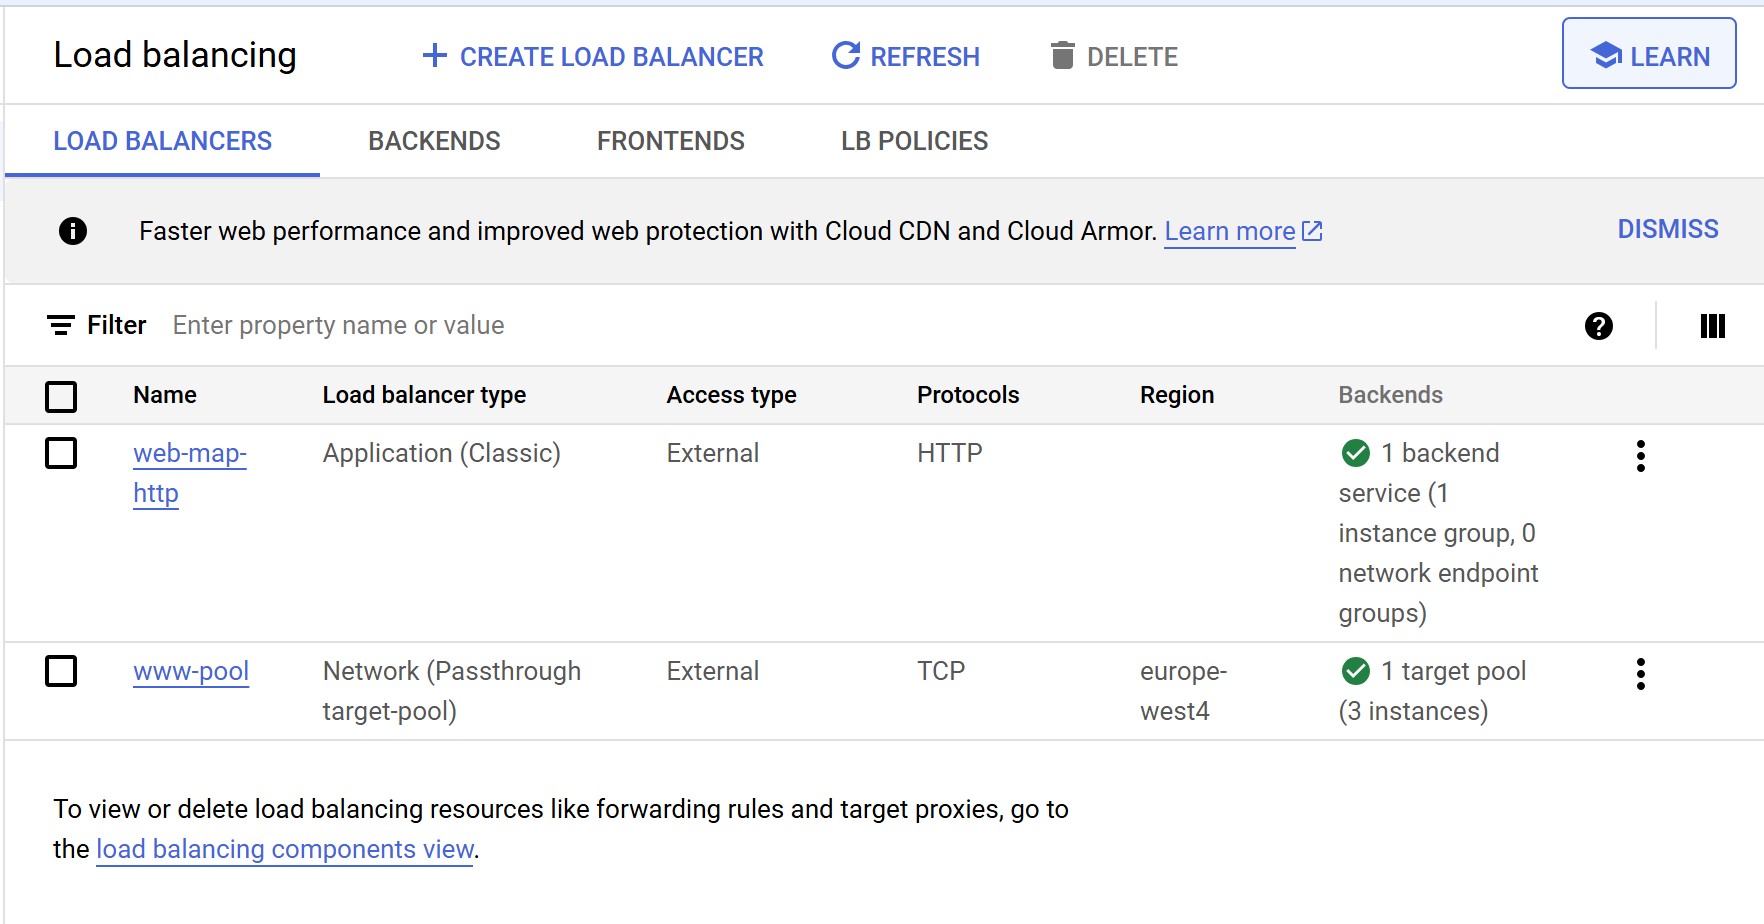 Load balancing
CREATE LOAD BALANCER
REFRESH
DELETE
LEARN
LOAD BALANCERS
BACKENDS
FRONTENDS
LB POLICIES
Faster web performance and improved web protection with Cloud CDN and Cloud Armor. Learn more
DISMISS
Filter Enter property name or value
Name Load balancer type Access type Protocols Region Backends
web-map-
http
Application (Classic)
External
HTTP
1 backend
service (1
instance group, 0
network endpoint
groups)
www-pool
Network (Passthrough
target-pool)
External
TCP
europe-
west4
1 target pool
(3 instances)
To view or delete load balancing resources like forwarding rules and target proxies, go to
the load balancing components view.